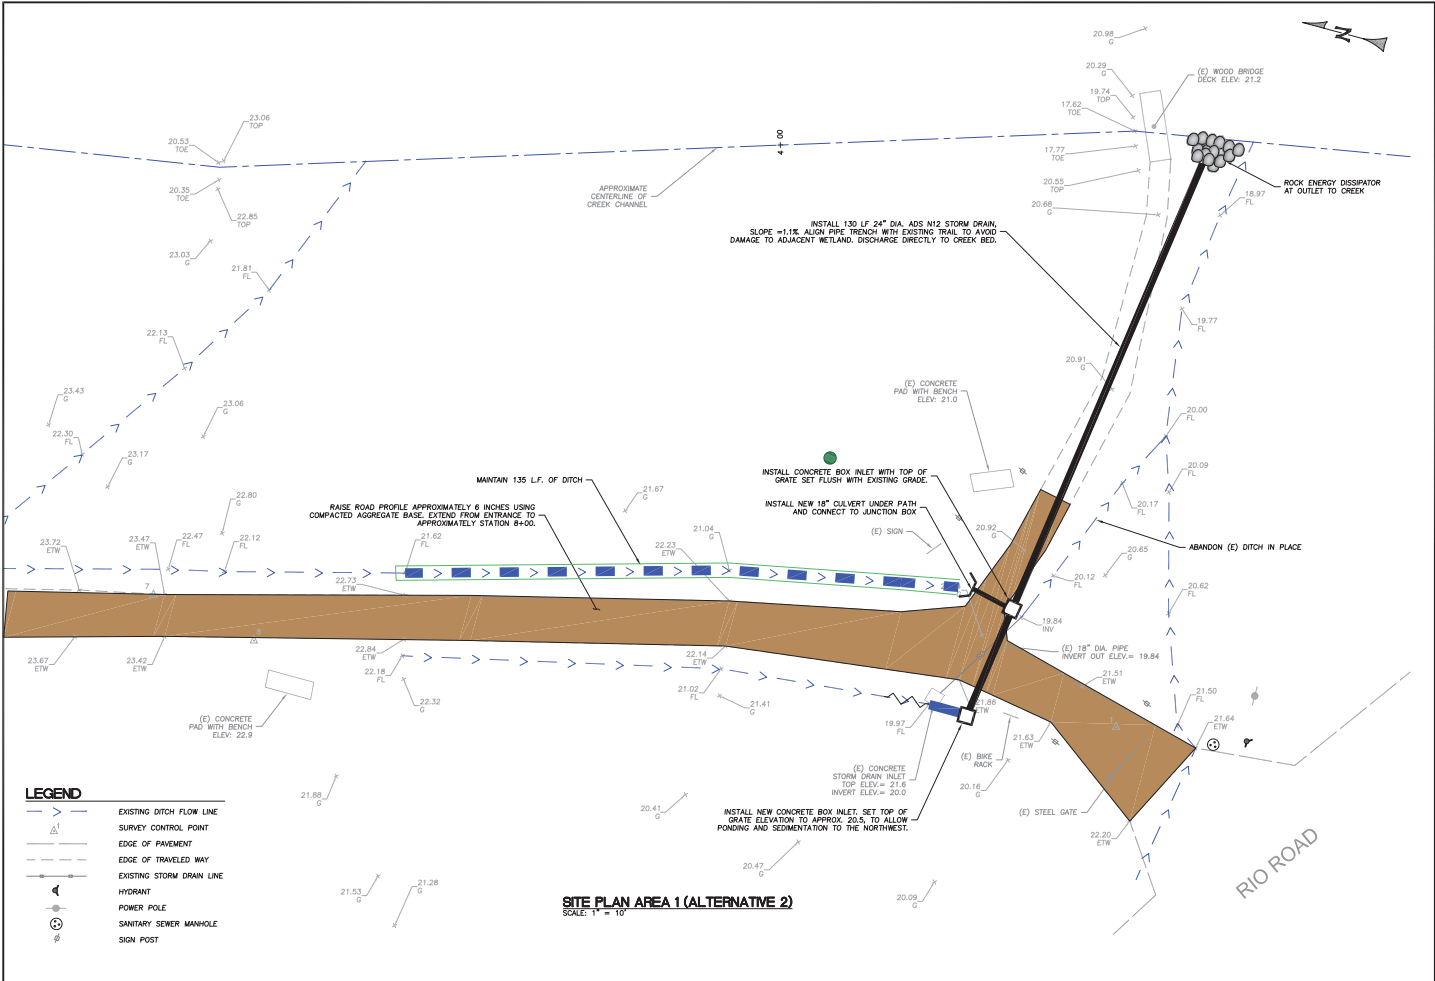 20.98
G
N
20.29
G
(E) WOOD BRIDGE
DECK ELEV: 21.2
19.74
TOP
17.62
TOE
23.06
TOP
20.53
TOE
4+00
17.77
TOE
20.55
TOP
20.35
TOE
APPROXIMATE
CENTERLINE OF
CREEK CHANNEL
ROCK ENERGY DISSIPATOR
AT OUTLET TO CREEK
18.97
FL
22.85
TOP
20.68
G
INSTALL 130 LF 24" DIA. ADS N12 STORM DRAIN,
SLOPE =1.1%. ALIGN PIPE TRENCH WITH EXISTING TRAIL TO AVOID
DAMAGE TO ADJACENT WETLAND. DISCHARGE DIRECTLY TO CREEK BED.
23.03
G
21.81
FL
22.13
FL
19.77
FL
20.91
G
23.43
G
23.06
G
(E) CONCRETE
PAD WITH BENCH
ELEV: 21.0
22.30
FL
20.00
FL
23.17
G
INSTALL CONCRETE BOX INLET WITH TOP OF
GRATE SET FLUSH WITH EXISTING GRADE.
20.09
FL
MAINTAIN 135 L.F. OF DITCH
22.80
G
21.67
G
20.17
FL
RAISE ROAD PROFILE APPROXIMATELY 6 INCHES USING
COMPACTED AGGREGATE BASE. EXTEND FROM ENTRANCE TO
APPROXIMATELY STATION 8+00.
INSTALL NEW 18" CULVERT UNDER PATH
AND CONNECT TO JUNCTION BOX
23.72
ETW
23.47
ETW
22.47
FL
22.12
FL
21.62
FL
22.23
ETW
21.04
G
(E) SIGN
20.92
G
ABANDON (E) DITCH IN PLACE
20.65
G
20.12
FL
7
22.73
ETW
20.62
FL
19.84
INV
23.67
ETW
23.42
ETW
22.84
ETW
22.18
FL
22.14
ETW
(E) 18" DIA. PIPE
INVERT OUT ELEV.= 19.84
21.51
ETW
21.02
FL
21.50
FL
22.32
G
21.41
G
21.86
ETW
21.64
ETW
(E) CONCRETE
PAD WITH BENCH
ELEV: 22.9
19.97
FL
21.63
ETW
1
(E) BIKE
RACK
(E) CONCRETE
STORM DRAIN INLET
TOP ELEV.= 21.6
INVERT ELEV.= 20.0
20.16
G
21.88
G
20.41
G
INSTALL NEW CONCRETE BOX INLET. SET TOP OF
GRATE ELEVATION TO APPROX. 20.5, TO ALLOW
PONDING AND SEDIMENTATION TO THE NORTHWEST.
(E) STEEL GATE
22.20
ETW
RIO ROAD
20.47
G
21.53
G
21.28
G
20.09
G
LEGEND
EXISTING DITCH FLOW LINE
1
SURVEY CONTROL POINT
EDGE OF PAVEMENT
EDGE OF TRAVELED WAY
EXISTING STORM DRAIN LINE
HYDRANT
POWER POLE
SANITARY SEWER MANHOLE
SIGN POST
SITE PLAN AREA 1 (ALTERNATIVE 2)
SCALE: 1" = 10'